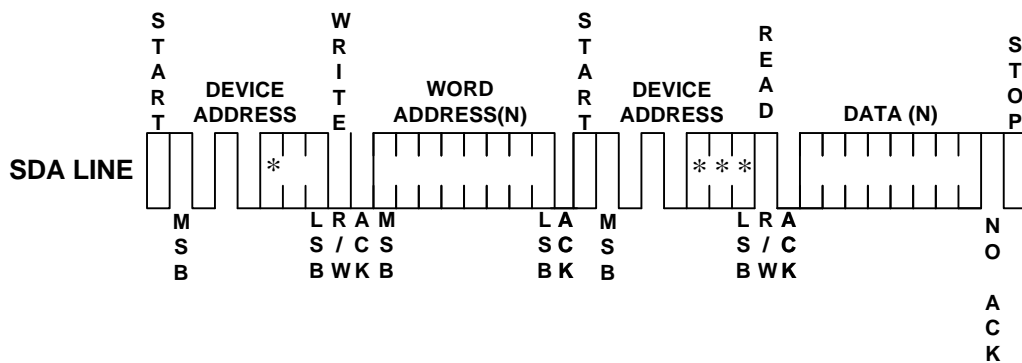 START
WRITE
START
READ
STOP
DEVICE
ADDRESS
WORD
ADDRESS(N)
DEVICE
ADDRESS
DATA (N)
SDA LINE
*
* * *
MSB
LSB
R/W
ACK
MSB
LSB
ACK
MSB
LSB
R/W
ACK
NO ACK